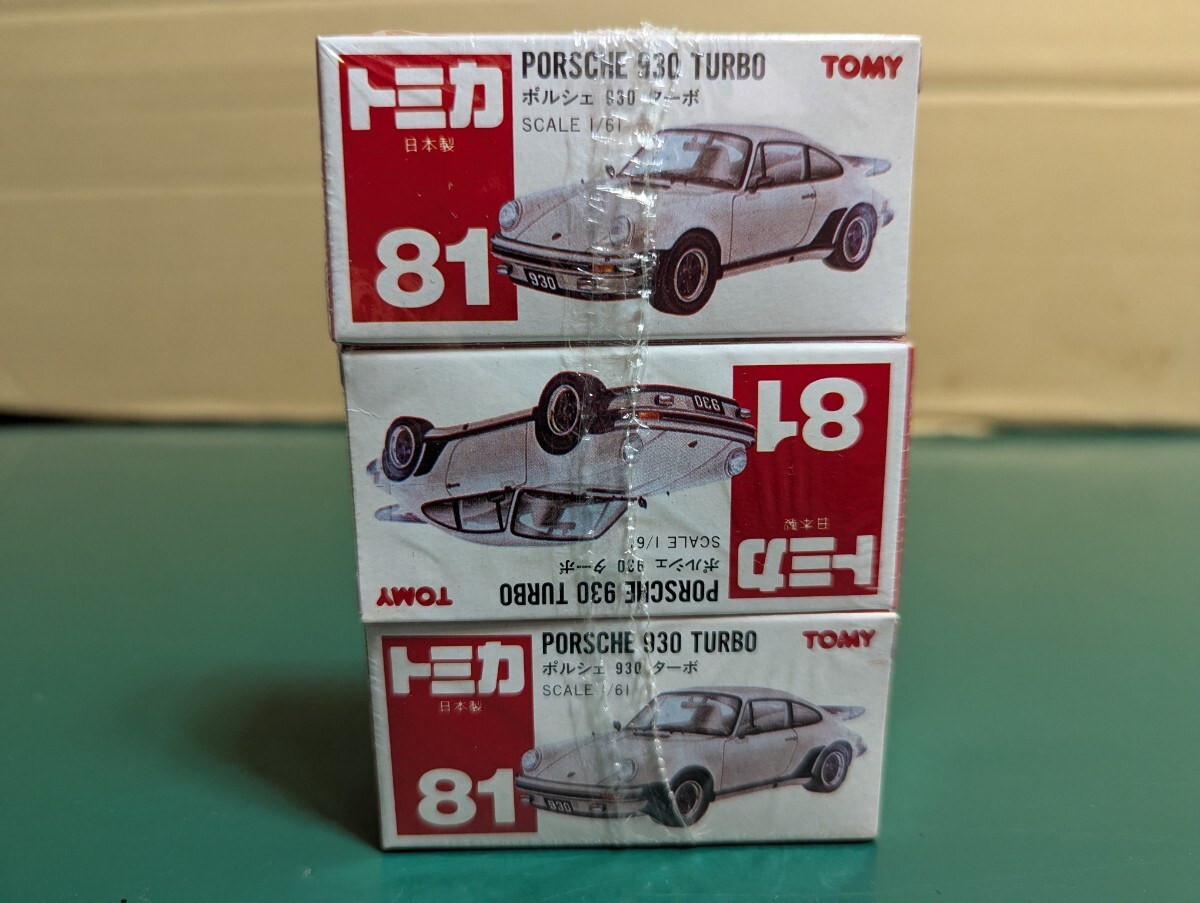 トミカ
日本製
81
PORSCHE 930 TURBO
ポルシェ 930 ターボ
SCALE 1/61
TOMY
930
トミカ
日本製
81
PORSCHE 930 TURBO
ポルシェ 930 ターボ
SCALE 1/61
TOMY
930
トミカ
日本製
81
PORSCHE 930 TURBO
ポルシェ 930 ターボ
SCALE 1/61
TOMY
930